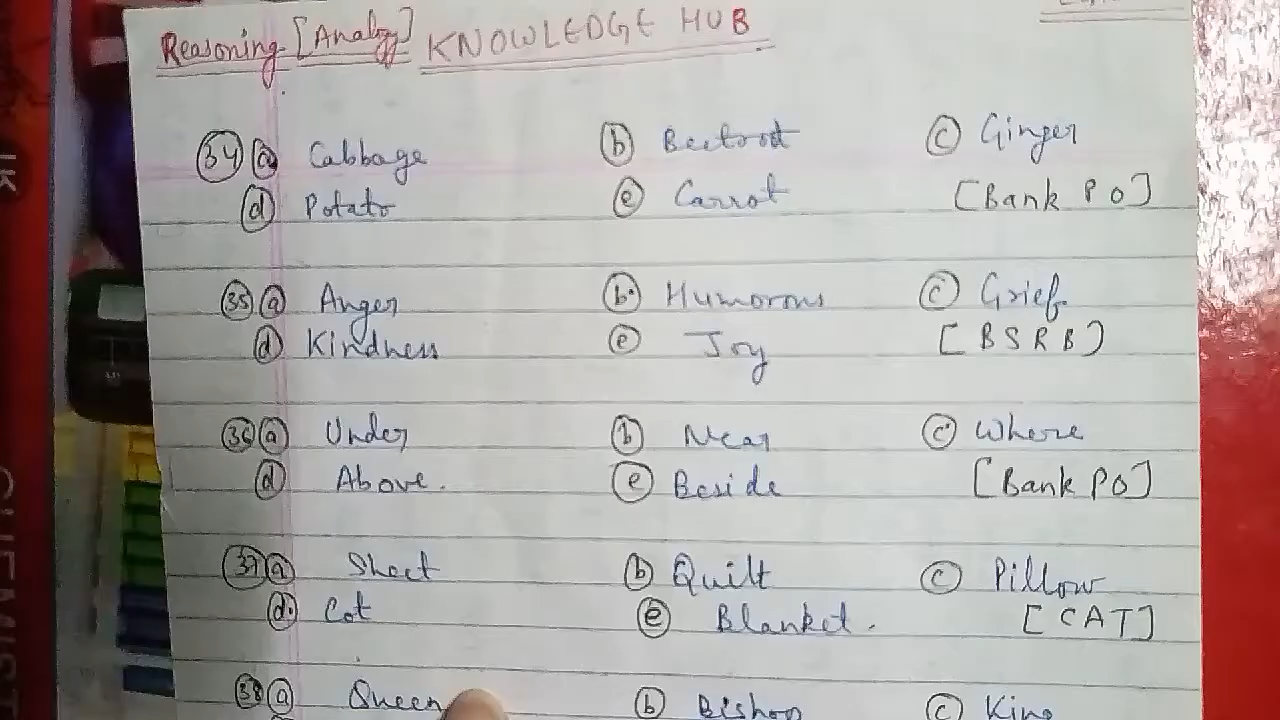 Reasoning [Analogy] KNOWLEDGE HUB
34 a Cabbage b Beetroot c Ginger
d Potato e Carrot [Bank PO]
35 a Anger b Humorous c Grief
d Kindness e Joy [BSRB]
36 a Under b Near c Where
d Above. e Beside [Bank PO]
37 a Sheet b Quilt c Pillow
d Cot e Blanket. [CAT]
38 a Queen b Bishop c King